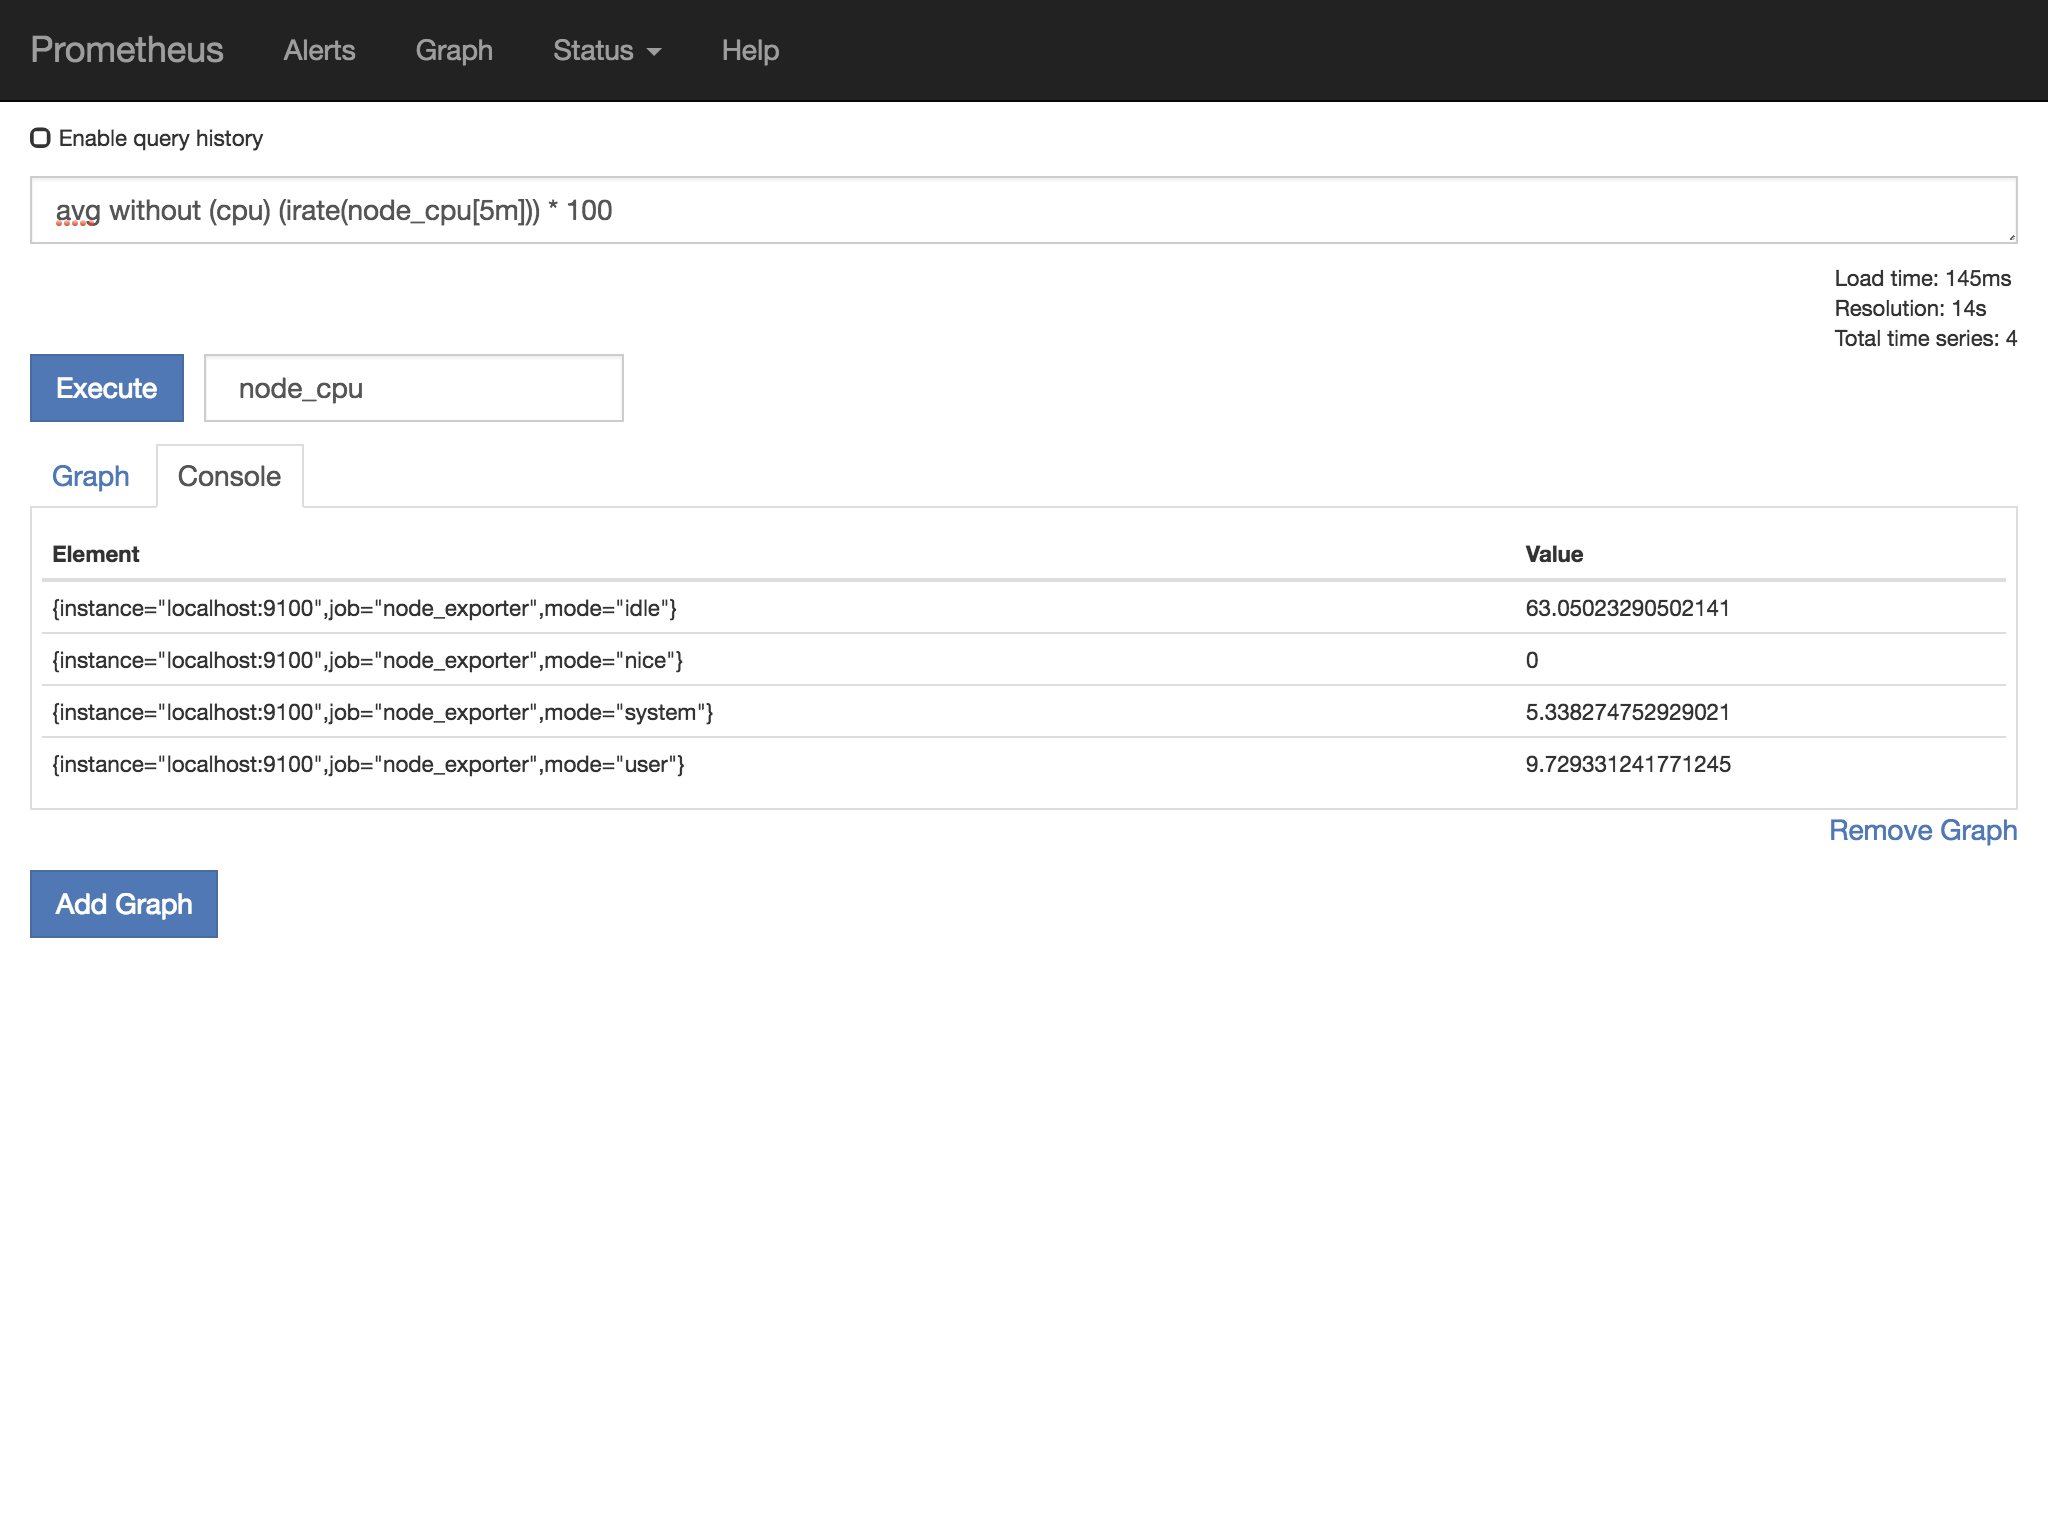 Prometheus Alerts Graph Status Help
Enable query history
avg without (cpu) (irate(node_cpu[5m])) * 100
Load time: 145ms
Resolution: 14s
Total time series: 4
Execute node_cpu
Graph Console
Element Value
{instance="localhost:9100",job="node_exporter",mode="idle"} 63.05023290502141
{instance="localhost:9100",job="node_exporter",mode="nice"} 0
{instance="localhost:9100",job="node_exporter",mode="system"} 5.338274752929021
{instance="localhost:9100",job="node_exporter",mode="user"} 9.729331241771245
Remove Graph
Add Graph